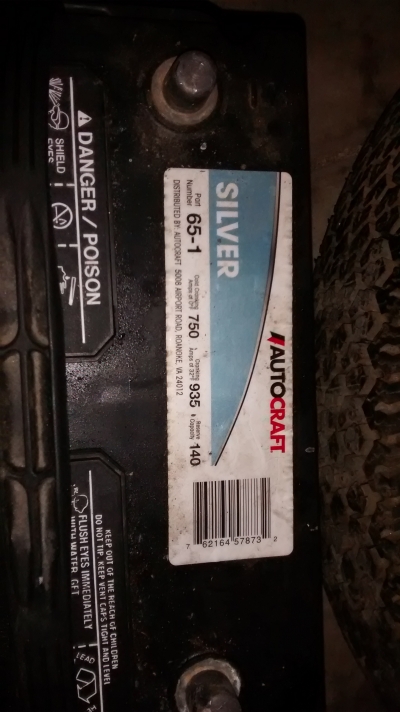 ⚠ DANGER / POISON
SHIELD
EYES
SILVER
AUTOCRAFT
Part Number 65-1 Cold Cranking Amps at 0°F 750 Cranking Amps at 32°F 935 Reserve Capacity 140
DISTRIBUTED BY: AUTOCRAFT 5008 AIRPORT ROAD, ROANOKE, VA 24012
7 62164 57873 2
KEEP OUT OF THE REACH OF CHILDREN
DO NOT TIP. KEEP VENT CAPS TIGHT AND LEVEL
FLUSH EYES IMMEDIATELY
WITH WATER. GET
LEAD